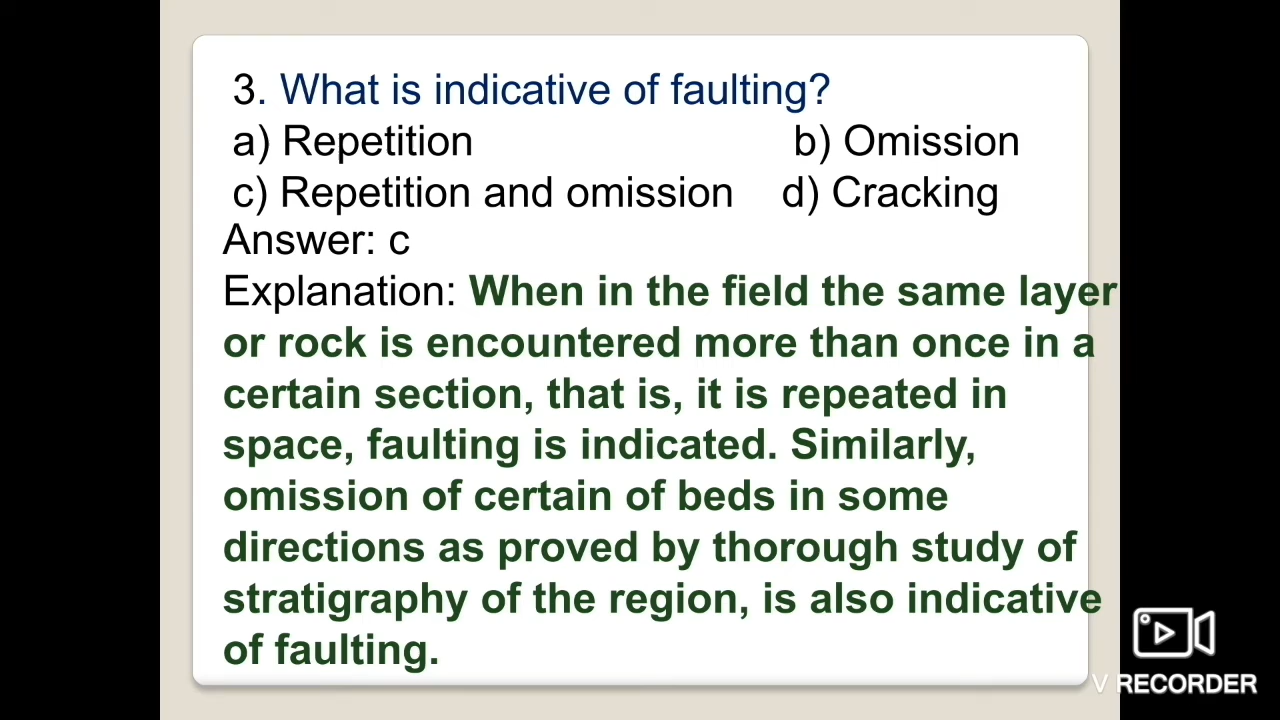 3. What is indicative of faulting?
a) Repetition b) Omission
c) Repetition and omission d) Cracking
Answer: c
Explanation: When in the field the same layer
or rock is encountered more than once in a
certain section, that is, it is repeated in
space, faulting is indicated. Similarly,
omission of certain of beds in some
directions as proved by thorough study of
stratigraphy of the region, is also indicative
of faulting.
V RECORDER